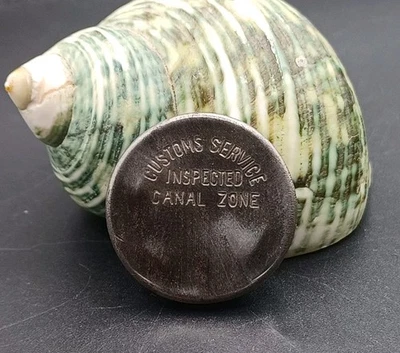 CUSTOMS SERVICE
INSPECTED
CANAL ZONE